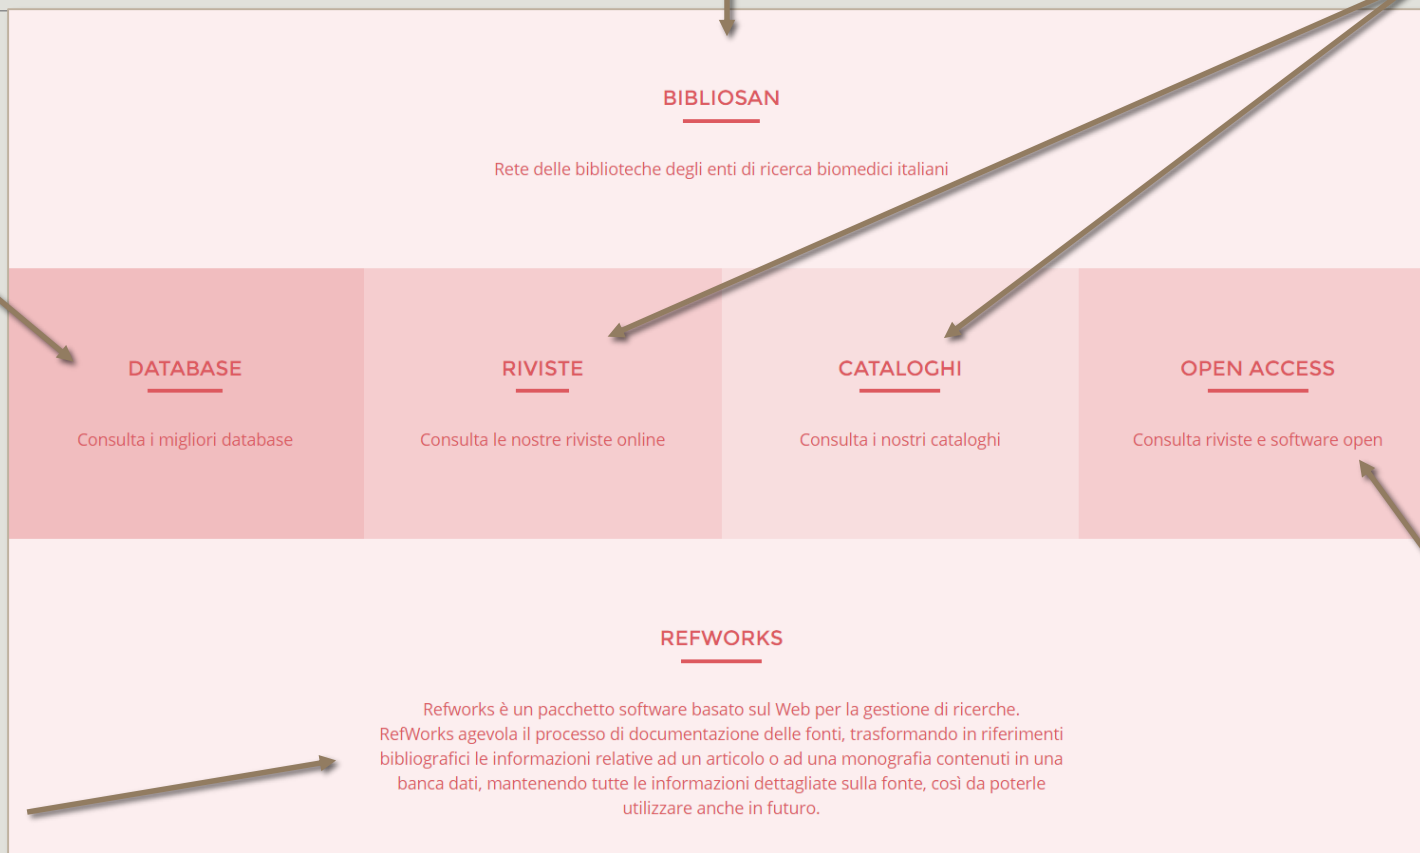 BIBLIOSAN
Rete delle biblioteche degli enti di ricerca biomedici italiani
DATABASE
Consulta i migliori database
RIVISTE
Consulta le nostre riviste online
CATALOGHI
Consulta i nostri cataloghi
OPEN ACCESS
Consulta riviste e software open
REFWORKS
Refworks è un pacchetto software basato sul Web per la gestione di ricerche.
RefWorks agevola il processo di documentazione delle fonti, trasformando in riferimenti
bibliografici le informazioni relative ad un articolo o ad una monografia contenuti in una
banca dati, mantenendo tutte le informazioni dettagliate sulla fonte, così da poterle
utilizzare anche in futuro.